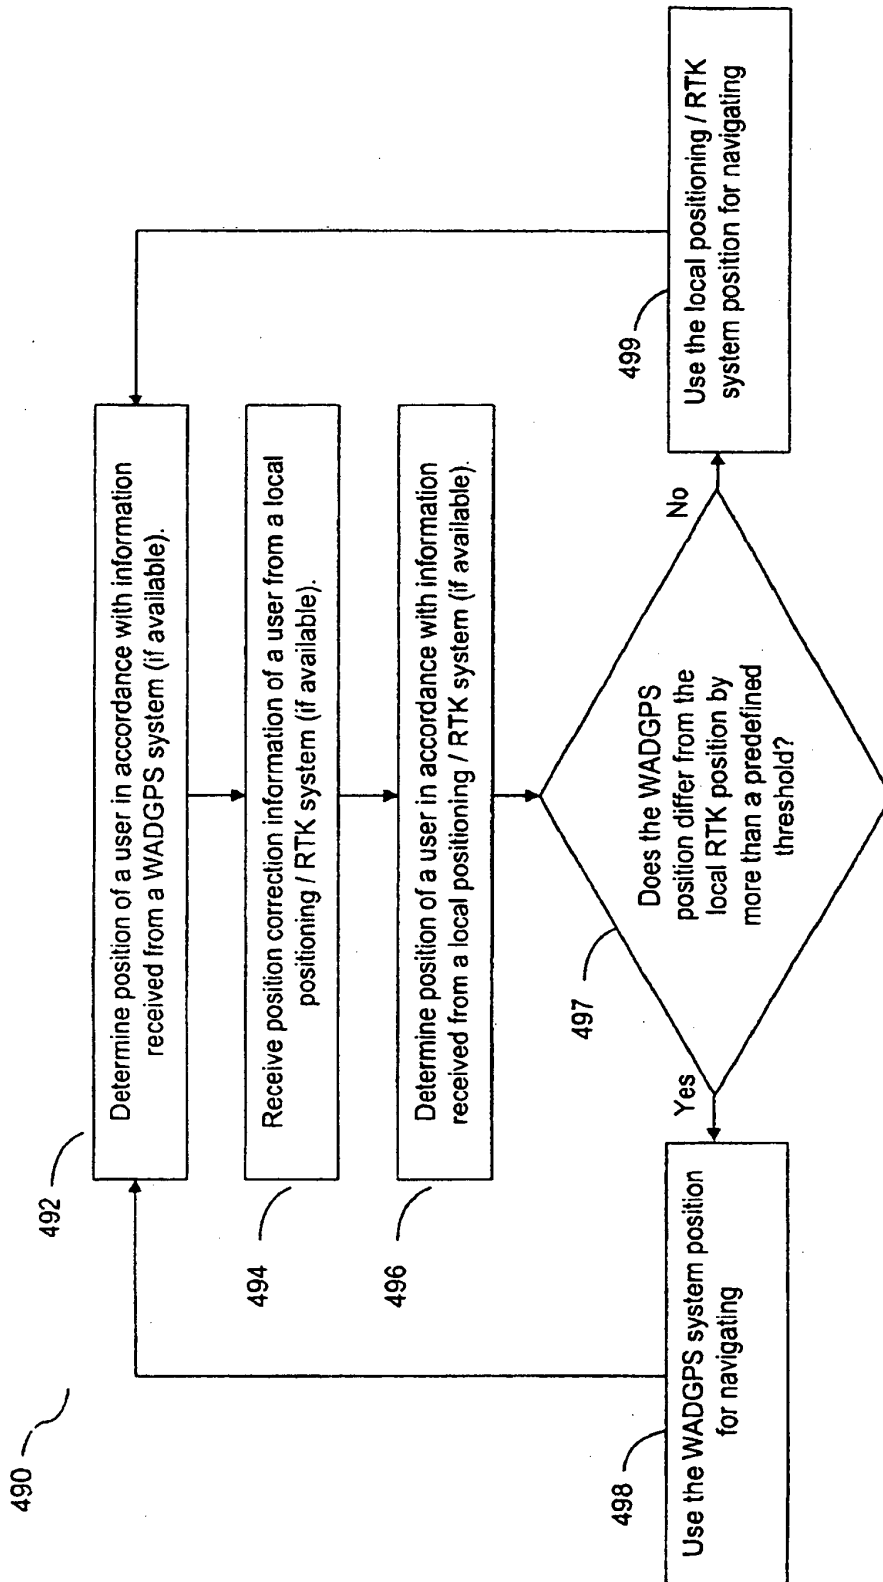 490
492
Determine position of a user in accordance with information
received from a WADGPS system (if available).
494
Receive position correction information of a user from a local
positioning / RTK system (if available).
496
Determine position of a user in accordance with information
received from a local positioning / RTK system (if available).
497
Does the WADGPS
position differ from the
local RTK position by
more than a predefined
threshold?
Yes
No
498
Use the WADGPS system position
for navigating
499
Use the local positioning / RTK
system position for navigating